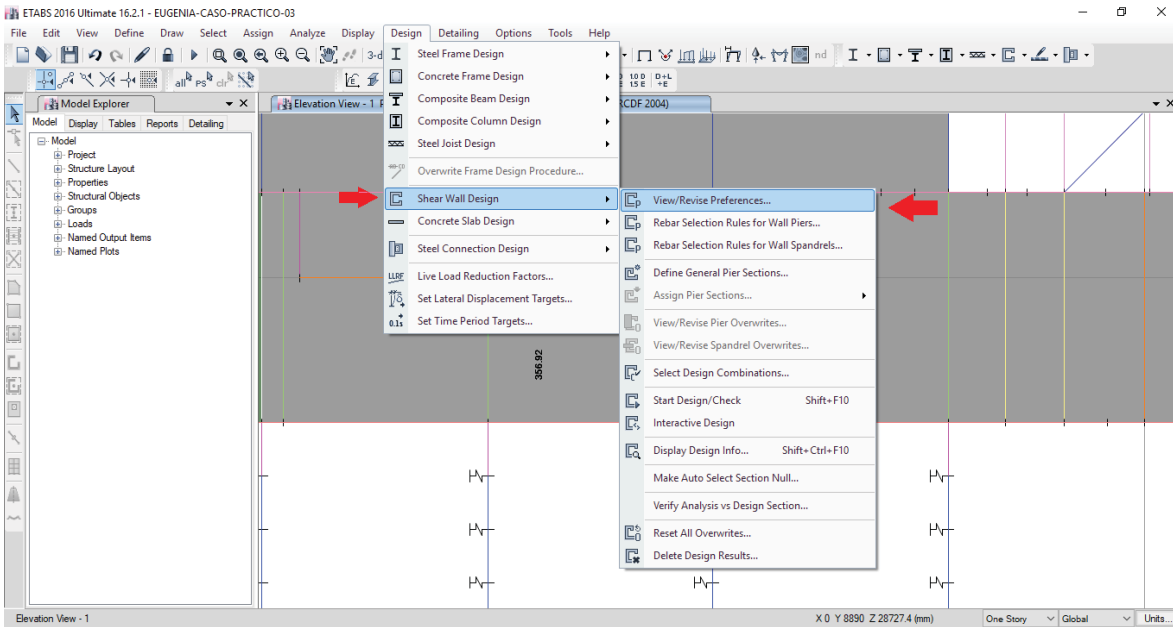 ETABS 2016 Ultimate 16.2.1 - EUGENIA-CASO-PRACTICO-03
File Edit View Define Draw Select Assign Analyze Display Design Detailing Options Tools Help
3-d
nd
all ps clr
Model Explorer
Model Display Tables Reports Detailing
Model
Project
Structure Layout
Properties
Structural Objects
Groups
Loads
Named Output Items
Named Plots
Elevation View - 1
RCDF 2004)
Steel Frame Design
Concrete Frame Design
Composite Beam Design
Composite Column Design
Steel Joist Design
Overwrite Frame Design Procedure...
Shear Wall Design
Concrete Slab Design
Steel Connection Design
LLRF Live Load Reduction Factors...
Set Lateral Displacement Targets...
0.1s Set Time Period Targets...
View/Revise Preferences...
Rebar Selection Rules for Wall Piers...
Rebar Selection Rules for Wall Spandrels...
Define General Pier Sections...
Assign Pier Sections...
View/Revise Pier Overwrites...
View/Revise Spandrel Overwrites...
Select Design Combinations...
Start Design/Check Shift+F10
Interactive Design
Display Design Info... Shift+Ctrl+F10
Make Auto Select Section Null...
Verify Analysis vs Design Section...
Reset All Overwrites...
Delete Design Results...
356.92
Elevation View - 1
X 0 Y 8890 Z 28727.4 (mm)
One Story
Global
Units...